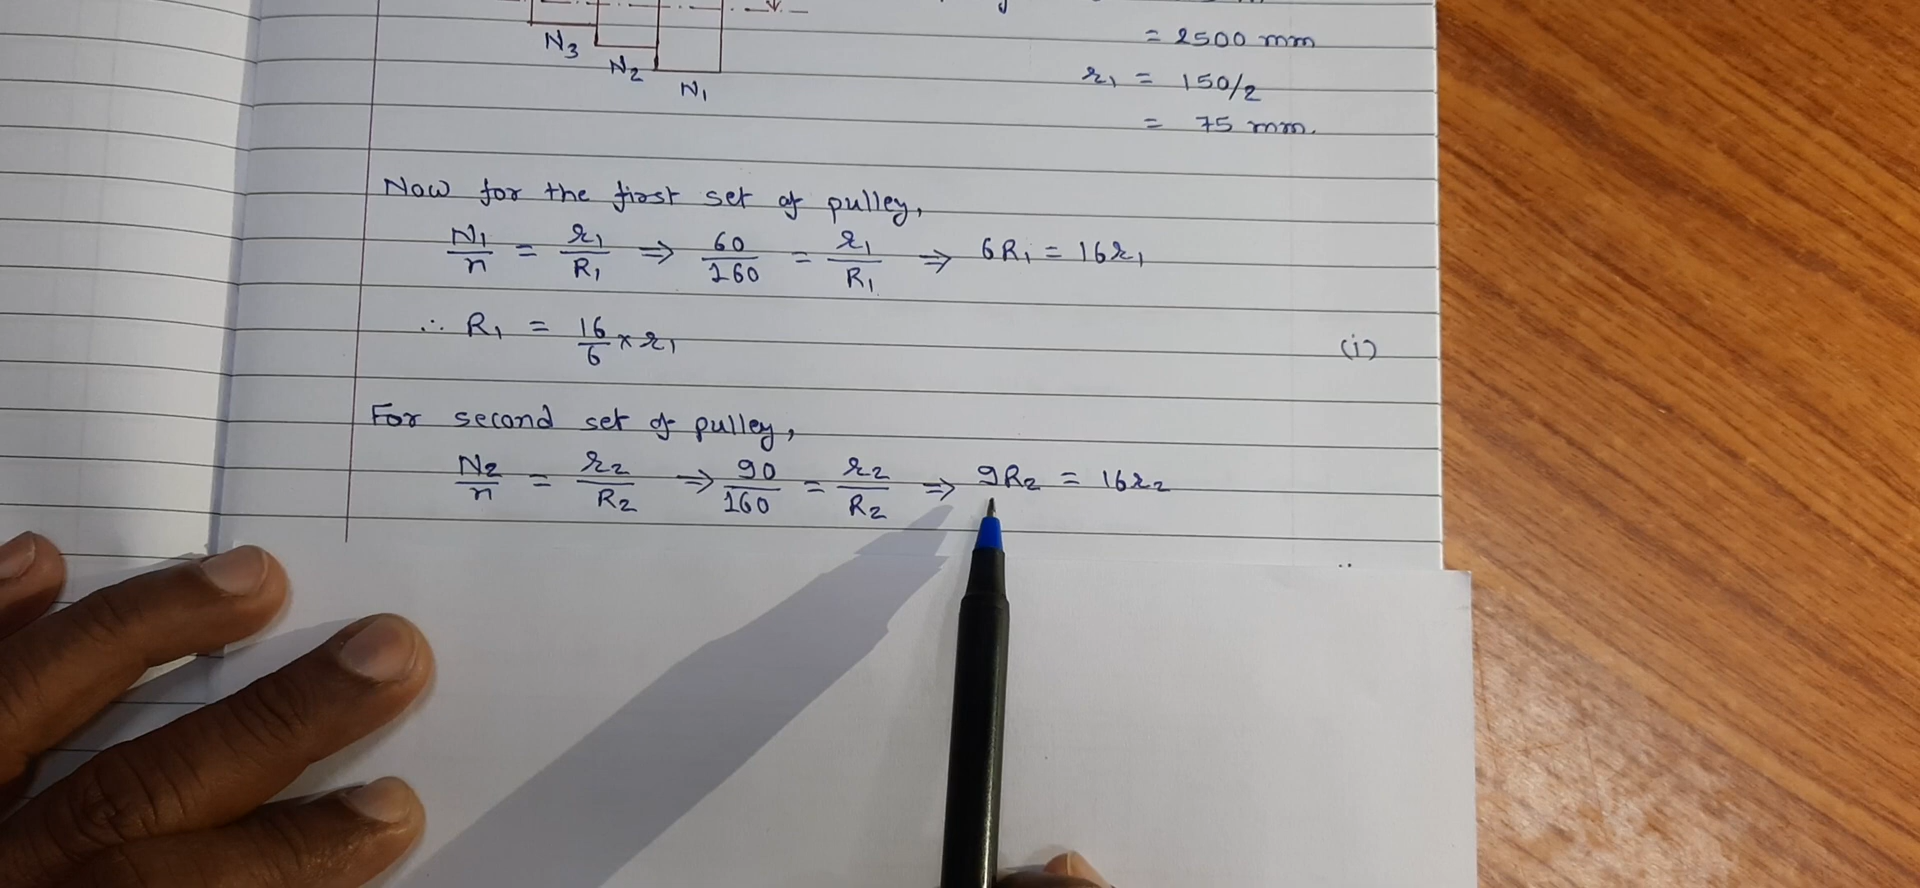 = 2500 mm
N3
N2
N1
r1 = 150/2
= 75 mm.
Now for the first set of pulley,
N1/n = r1/R1 ⇒ 60/160 = r1/R1 ⇒ 6R1 = 16r1
∴ R1 = 16/6 × r1 (i)
For second set of pulley,
N2/n = r2/R2 ⇒ 90/160 = r2/R2 ⇒ 9R2 = 16r2